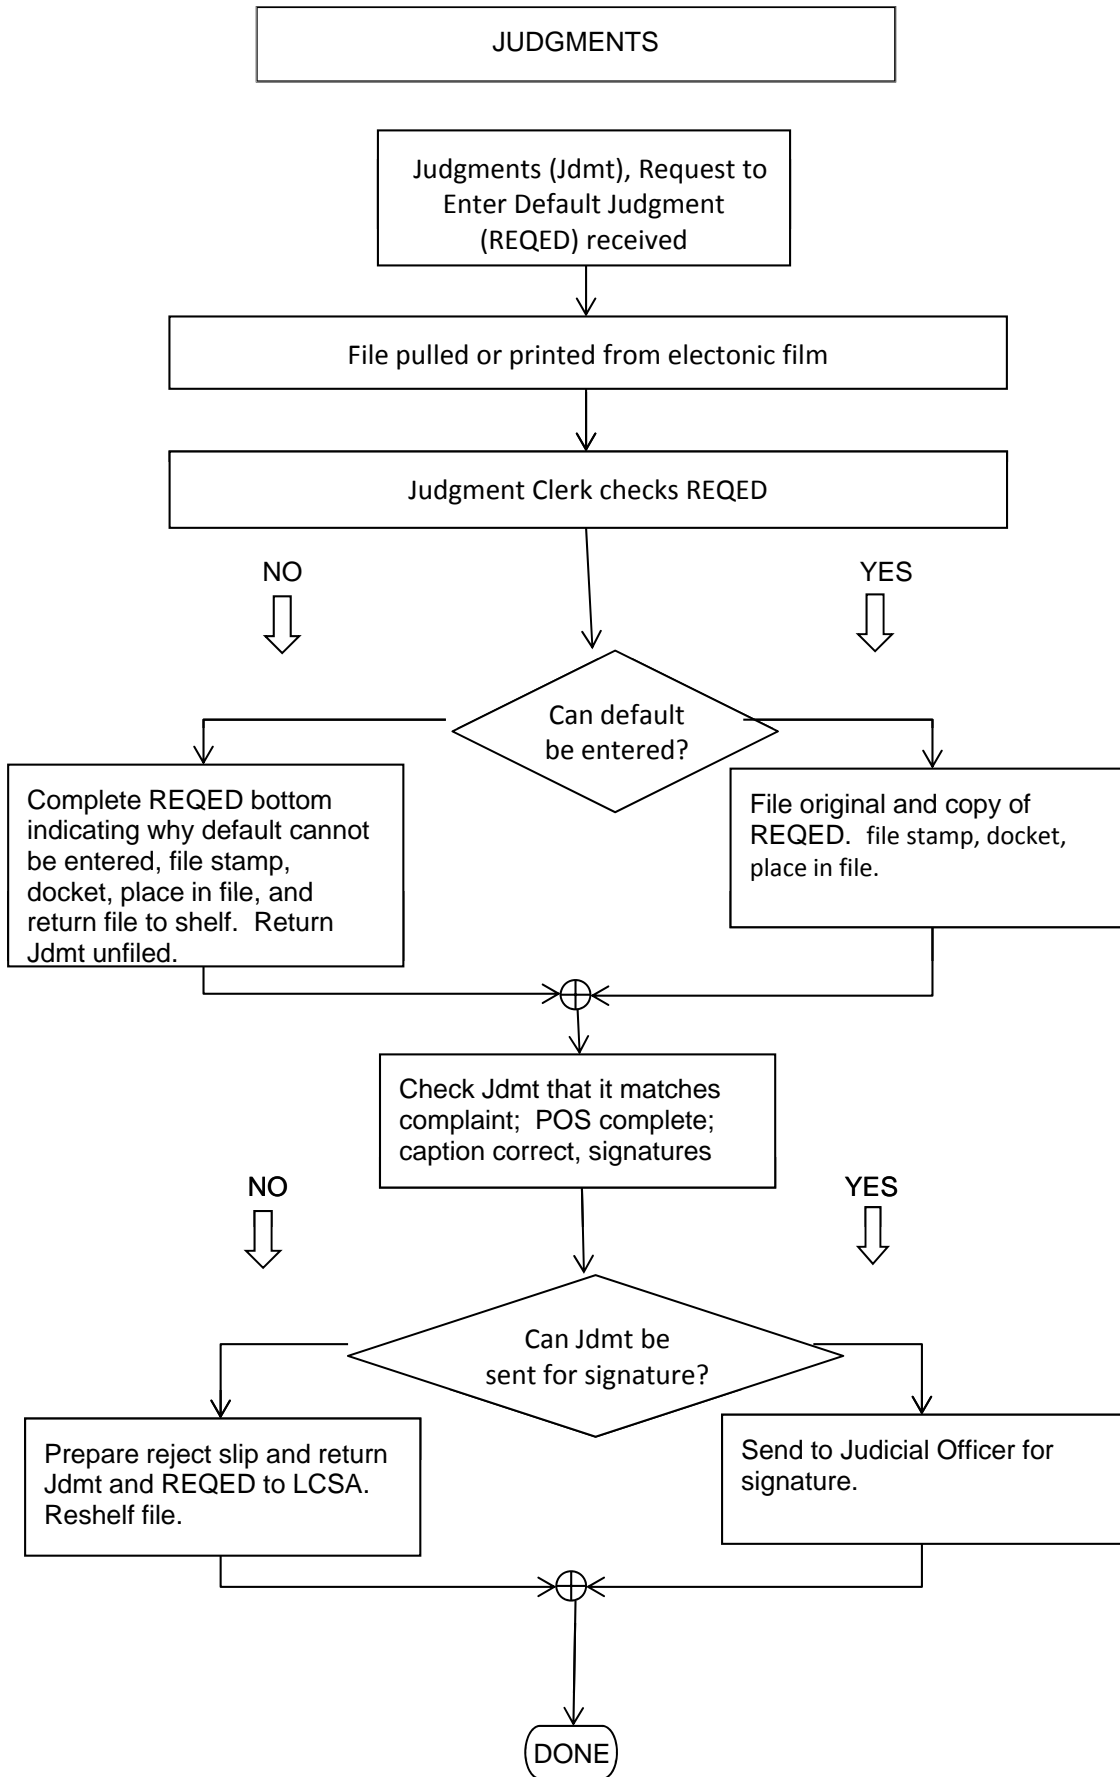 JUDGMENTS
Judgments (Jdmt), Request to
Enter Default Judgment
(REQED) received
File pulled or printed from electonic film
Judgment Clerk checks REQED
NO
YES
Can default
be entered?
Complete REQED bottom
indicating why default cannot
be entered, file stamp,
docket, place in file, and
return file to shelf.  Return
Jdmt unfiled.
File original and copy of
REQED.  file stamp, docket,
place in file.
Check Jdmt that it matches
complaint;  POS complete;
caption correct, signatures
NO
YES
Can Jdmt be
sent for signature?
Prepare reject slip and return
Jdmt and REQED to LCSA.
Reshelf file.
Send to Judicial Officer for
signature.
DONE